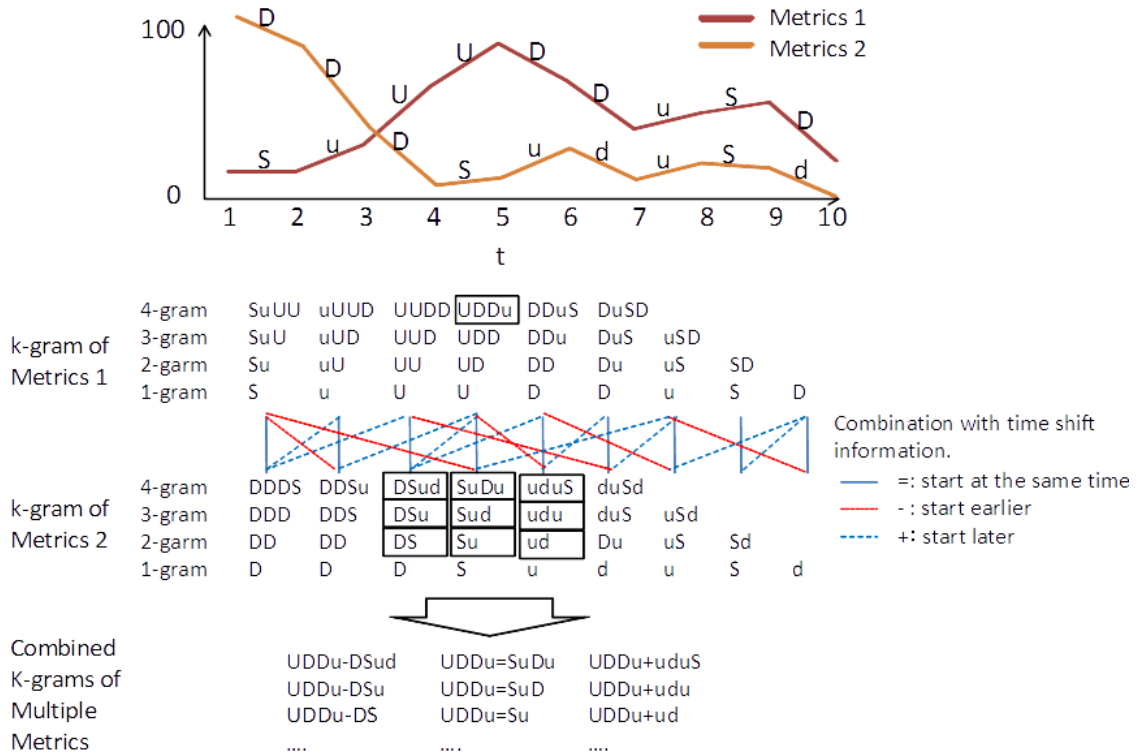 100
0
D
D
D
S
u
d
u
S
d
S
u
U
U
D
D
u
S
D
Metrics 1
Metrics 2
1 2 3 4 5 6 7 8 9 10
t
k-gram of
Metrics 1
4-gram SuUU uUUD UUDD UDDu DDuS DuSD
3-gram SuU uUD UUD UDD DDu DuS uSD
2-garm Su uU UU UD DD Du uS SD
1-gram S u U U D D u S D
Combination with time shift
information.
=: start at the same time
- : start earlier
+: start later
k-gram of
Metrics 2
4-gram DDDS DDSu DSud SuDu uduS duSd
3-gram DDD DDS DSu Sud udu duS uSd
2-garm DD DD DS Su ud Du uS Sd
1-gram D D D S u d u S d
Combined
K-grams of
Multiple
Metrics
UDDu-DSud UDDu=SuDu UDDu+uduS
UDDu-DSu UDDu=SuD UDDu+udu
UDDu-DS UDDu=Su UDDu+ud
.... .... ....